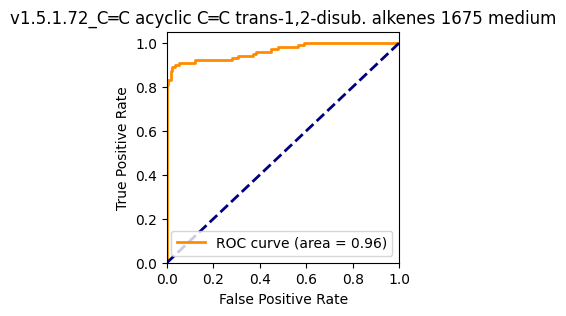 v1.5.1.72_C═C acyclic C═C trans-1,2-disub. alkenes 1675 medium
True Positive Rate
1.0
0.8
0.6
0.4
0.2
0.0
ROC curve (area = 0.96)
0.0 0.2 0.4 0.6 0.8 1.0
False Positive Rate